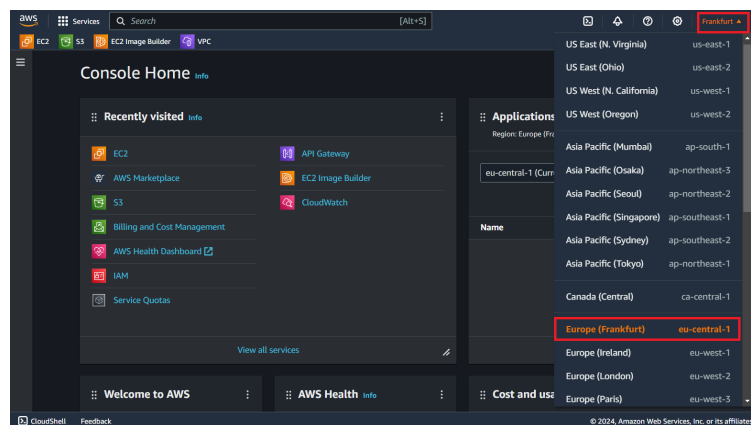 aws
Services
Search
[Alt+S]
Frankfurt
EC2
S3
EC2 Image Builder
VPC
Console Home Info
Recently visited Info
EC2
AWS Marketplace
S3
Billing and Cost Management
AWS Health Dashboard
IAM
Service Quotas
API Gateway
EC2 Image Builder
CloudWatch
View all services
Applications
Region: Europe (Fra
eu-central-1 (Curr
Name
Welcome to AWS
AWS Health Info
Cost and usa
US East (N. Virginia) us-east-1
US East (Ohio) us-east-2
US West (N. California) us-west-1
US West (Oregon) us-west-2
Asia Pacific (Mumbai) ap-south-1
Asia Pacific (Osaka) ap-northeast-3
Asia Pacific (Seoul) ap-northeast-2
Asia Pacific (Singapore) ap-southeast-1
Asia Pacific (Sydney) ap-southeast-2
Asia Pacific (Tokyo) ap-northeast-1
Canada (Central) ca-central-1
Europe (Frankfurt) eu-central-1
Europe (Ireland) eu-west-1
Europe (London) eu-west-2
Europe (Paris) eu-west-3
CloudShell
Feedback
© 2024, Amazon Web Services, Inc. or its affiliates